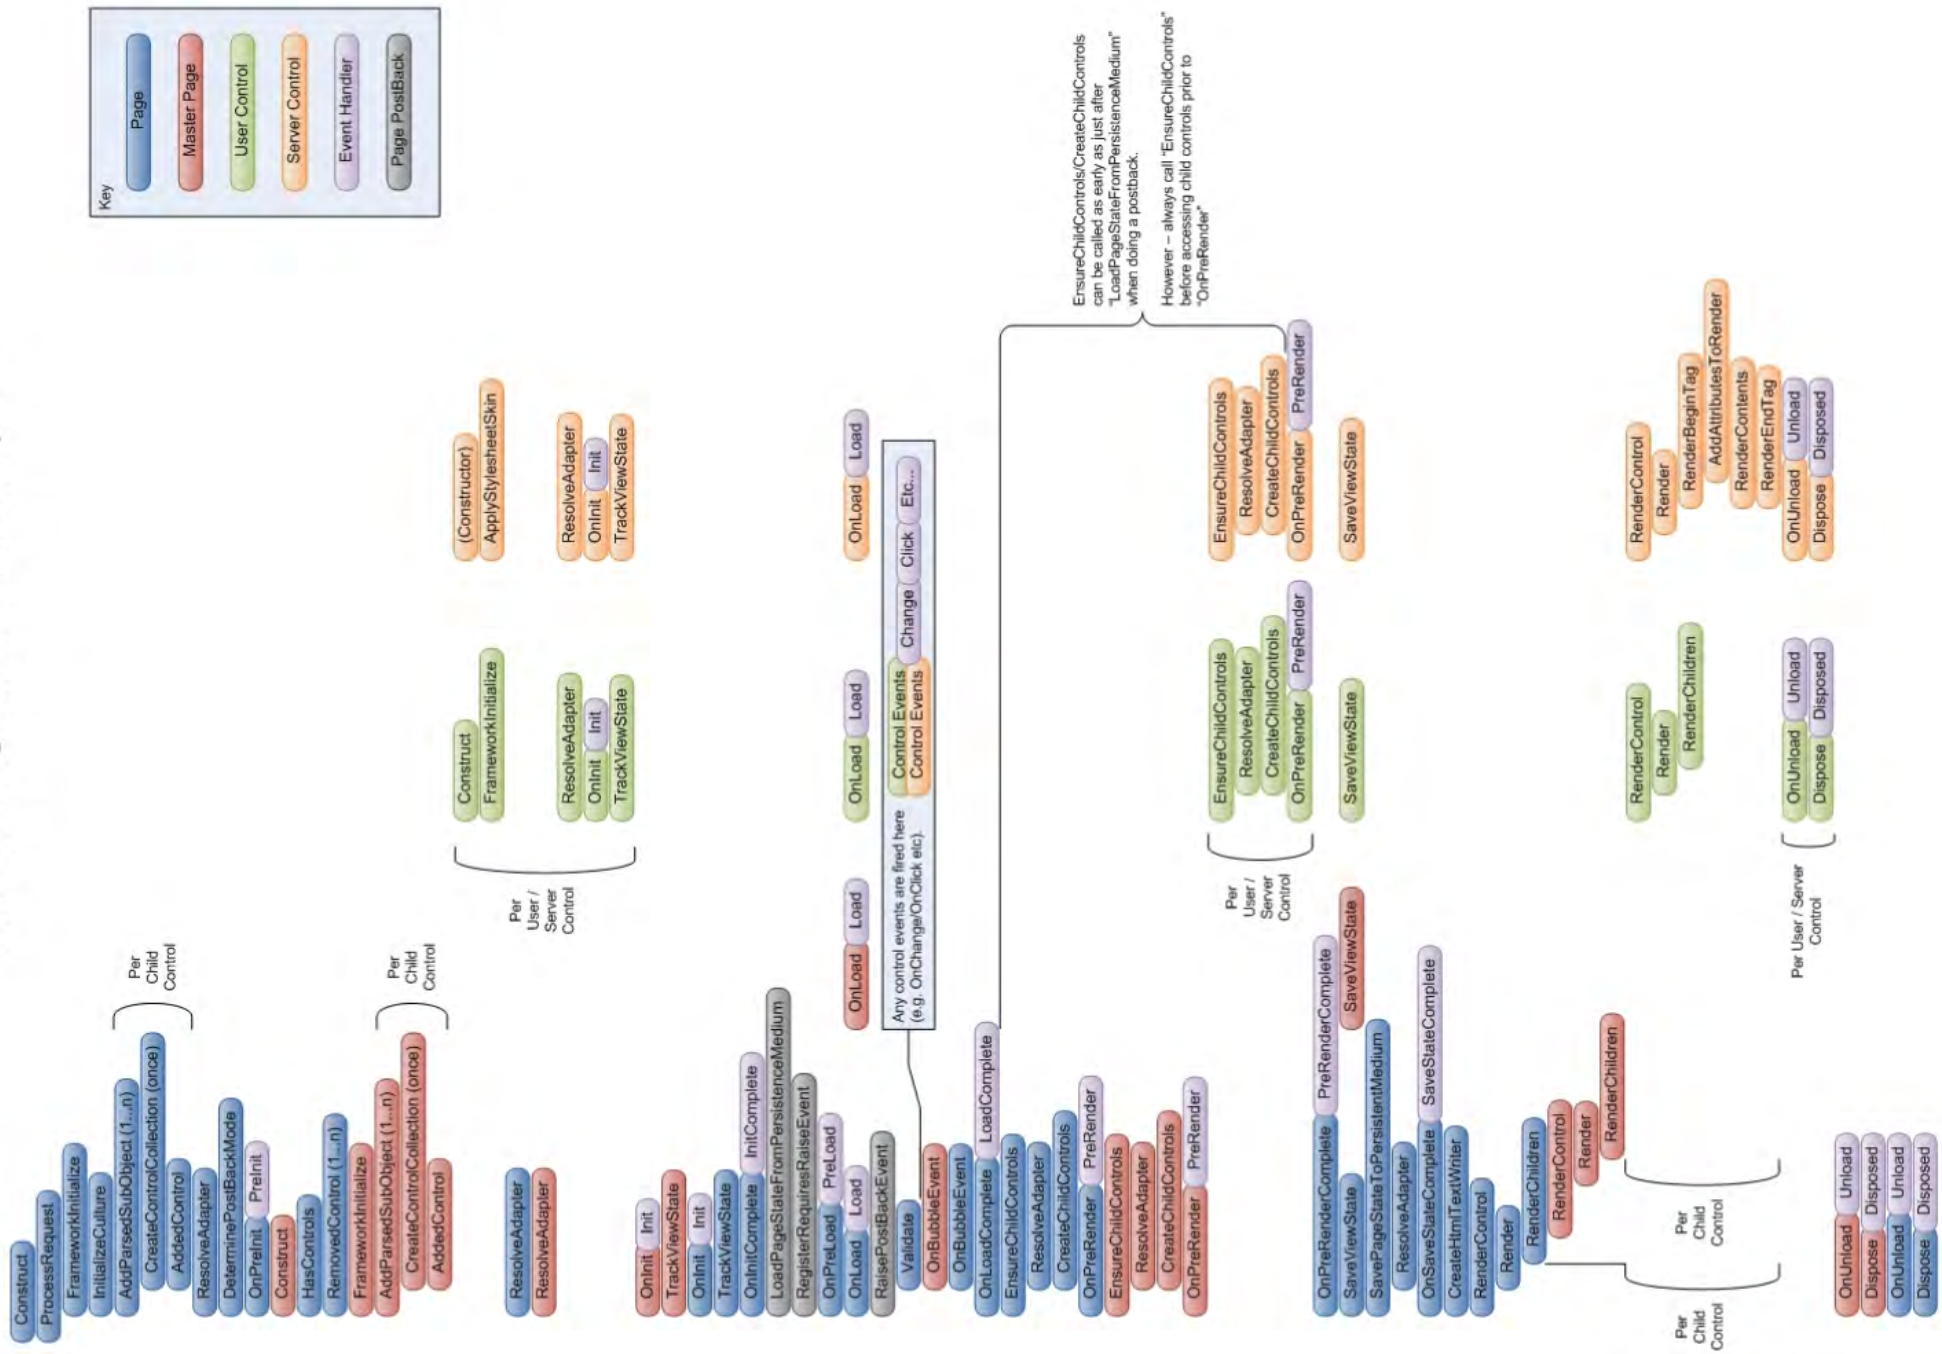 Key
Page
Master Page
User Control
Server Control
Event Handler
Page PostBack
Construct
ProcessRequest
FrameworkInitialize
InitializeCulture
AddParsedSubObject (1...n)
CreateControlCollection (once)
AddedControl
Per
Child
Control
ResolveAdapter
DeterminePostBackMode
OnPreInit PreInit
Construct
HasControls
RemovedControl (1...n)
FrameworkInitialize
AddParsedSubObject (1...n)
CreateControlCollection (once)
AddedControl
Per
Child
Control
Per
User /
Server
Control
Construct
FrameworkInitialize
(Constructor)
ApplyStylesheetSkin
ResolveAdapter
ResolveAdapter
ResolveAdapter
OnInit Init
TrackViewState
ResolveAdapter
OnInit Init
TrackViewState
OnInit Init
TrackViewState
OnInit Init
TrackViewState
OnInitComplete InitComplete
LoadPageStateFromPersistenceMedium
RegisterRequiresRaiseEvent
OnPreLoad PreLoad
OnLoad Load
OnLoad Load
OnLoad Load
OnLoad Load
RaisePostBackEvent
Any control events are fired here
(e.g. OnChange/OnClick etc).
Control Events
Control Events
Change Click Etc...
Validate
OnBubbleEvent
OnBubbleEvent
OnLoadComplete LoadComplete
EnsureChildControls/CreateChildControls
can be called as early as just after
"LoadPageStateFromPersistenceMedium"
when doing a postback.
However – always call "EnsureChildControls"
before accessing child controls prior to
"OnPreRender"
EnsureChildControls
ResolveAdapter
CreateChildControls
OnPreRender PreRender
EnsureChildControls
ResolveAdapter
CreateChildControls
OnPreRender PreRender
Per
User /
Server
Control
EnsureChildControls
ResolveAdapter
CreateChildControls
OnPreRender PreRender
EnsureChildControls
ResolveAdapter
CreateChildControls
OnPreRender PreRender
OnPreRenderComplete PreRenderComplete
SaveViewState
SaveViewState
SaveViewState
SaveViewState
SavePageStateToPersistentMedium
ResolveAdapter
OnSaveStateComplete SaveStateComplete
CreateHtmlTextWriter
RenderControl
Render
RenderChildren
RenderControl
Render
RenderChildren
RenderControl
Render
RenderChildren
RenderControl
Render
RenderBeginTag
AddAttributesToRender
RenderContents
RenderEndTag
Per
Child
Control
Per
Child
Control
Per User / Server
Control
OnUnload Unload
Dispose Disposed
OnUnload Unload
Dispose Disposed
OnUnload Unload
Dispose Disposed
OnUnload Unload
Dispose Disposed